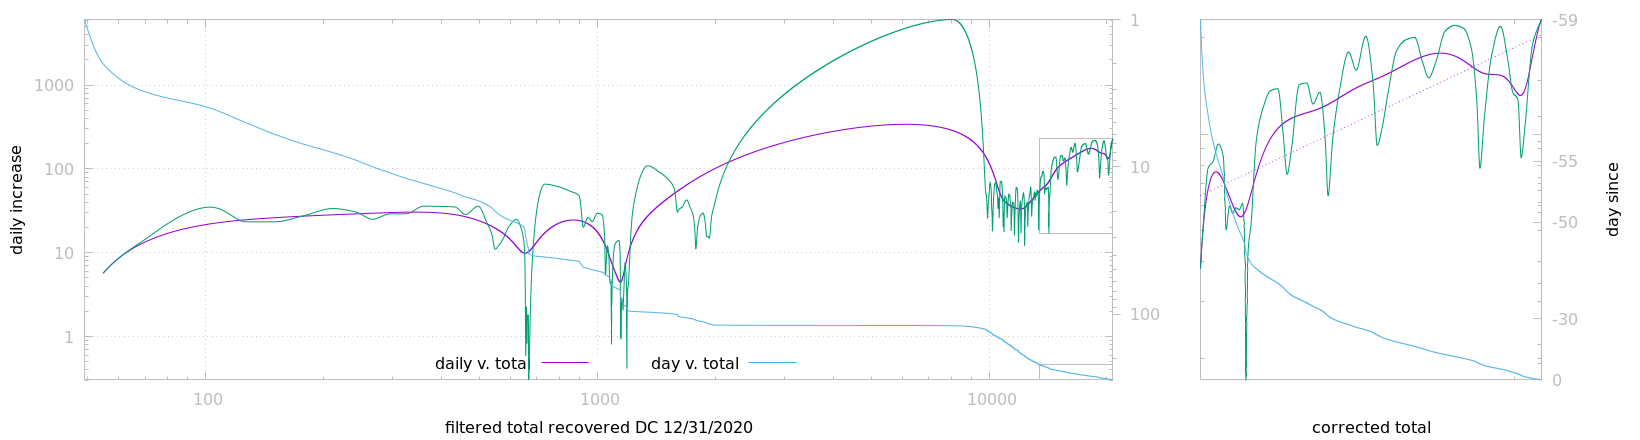 1
-59
1000
daily increase
100
10
-55
day since
-50
10
100
-30
1
daily v. total
day v. total
0
100
1000
10000
filtered total recovered DC 12/31/2020
corrected total